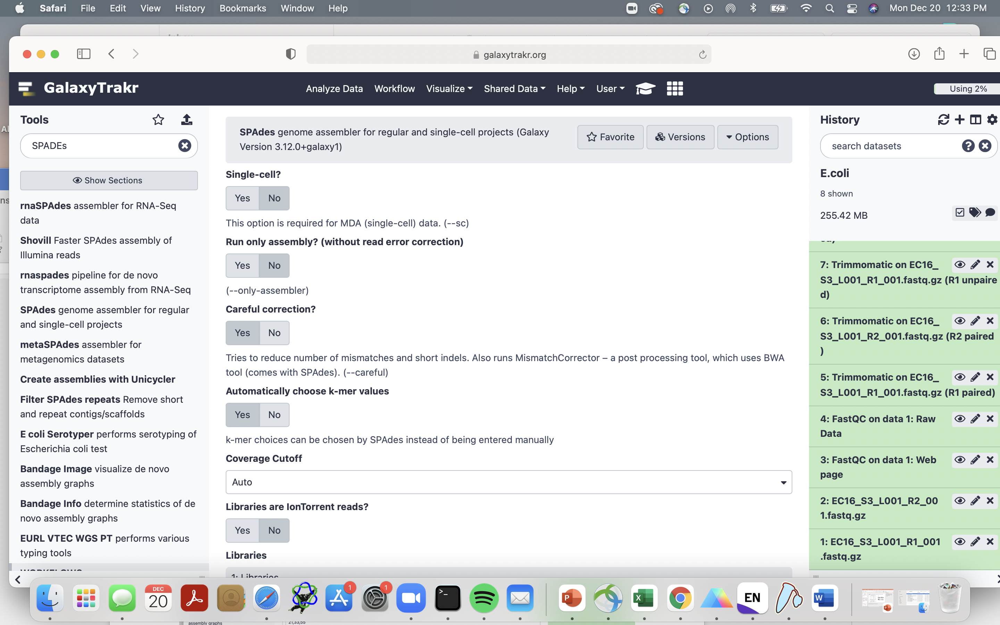 Safari File Edit View History Bookmarks Window Help Mon Dec 20 12:33 PM
galaxytrakr.org
GalaxyTrakr
Analyze Data Workflow Visualize Shared Data Help User
Using 2%
Tools
SPADEs
Show Sections
rnaSPAdes assembler for RNA-Seq
data
Shovill Faster SPAdes assembly of
Illumina reads
rnaspades pipeline for de novo
transcriptome assembly from RNA-Seq
SPAdes genome assembler for regular
and single-cell projects
metaSPAdes assembler for
metagenomics datasets
Create assemblies with Unicycler
Filter SPAdes repeats Remove short
and repeat contigs/scaffolds
E coli Serotyper performs serotyping of
Escherichia coli test
Bandage Image visualize de novo
assembly graphs
Bandage Info determine statistics of de
novo assembly graphs
EURL VTEC WGS PT performs various
typing tools
SPAdes genome assembler for regular and single-cell projects (Galaxy
Version 3.12.0+galaxy1)
Favorite
Versions
Options
Single-cell?
Yes No
This option is required for MDA (single-cell) data. (--sc)
Run only assembly? (without read error correction)
Yes No
(--only-assembler)
Careful correction?
Yes No
Tries to reduce number of mismatches and short indels. Also runs MismatchCorrector – a post processing tool, which uses BWA
tool (comes with SPAdes). (--careful)
Automatically choose k-mer values
Yes No
k-mer choices can be chosen by SPAdes instead of being entered manually
Coverage Cutoff
Auto
Libraries are IonTorrent reads?
Yes No
Libraries
1: Libraries
History
search datasets
E.coli
8 shown
255.42 MB
7: Trimmomatic on EC16_
S3_L001_R1_001.fastq.gz (R1 unpaire
d)
6: Trimmomatic on EC16_
S3_L001_R2_001.fastq.gz (R2 paired
)
5: Trimmomatic on EC16_
S3_L001_R1_001.fastq.gz (R1 paired)
4: FastQC on data 1: Raw
Data
3: FastQC on data 1: Web
page
2: EC16_S3_L001_R2_00
1.fastq.gz
1: EC16_S3_L001_R1_001
.fastq.gz
DEC
20
1
1
EN
assembly graphs
21,33,55